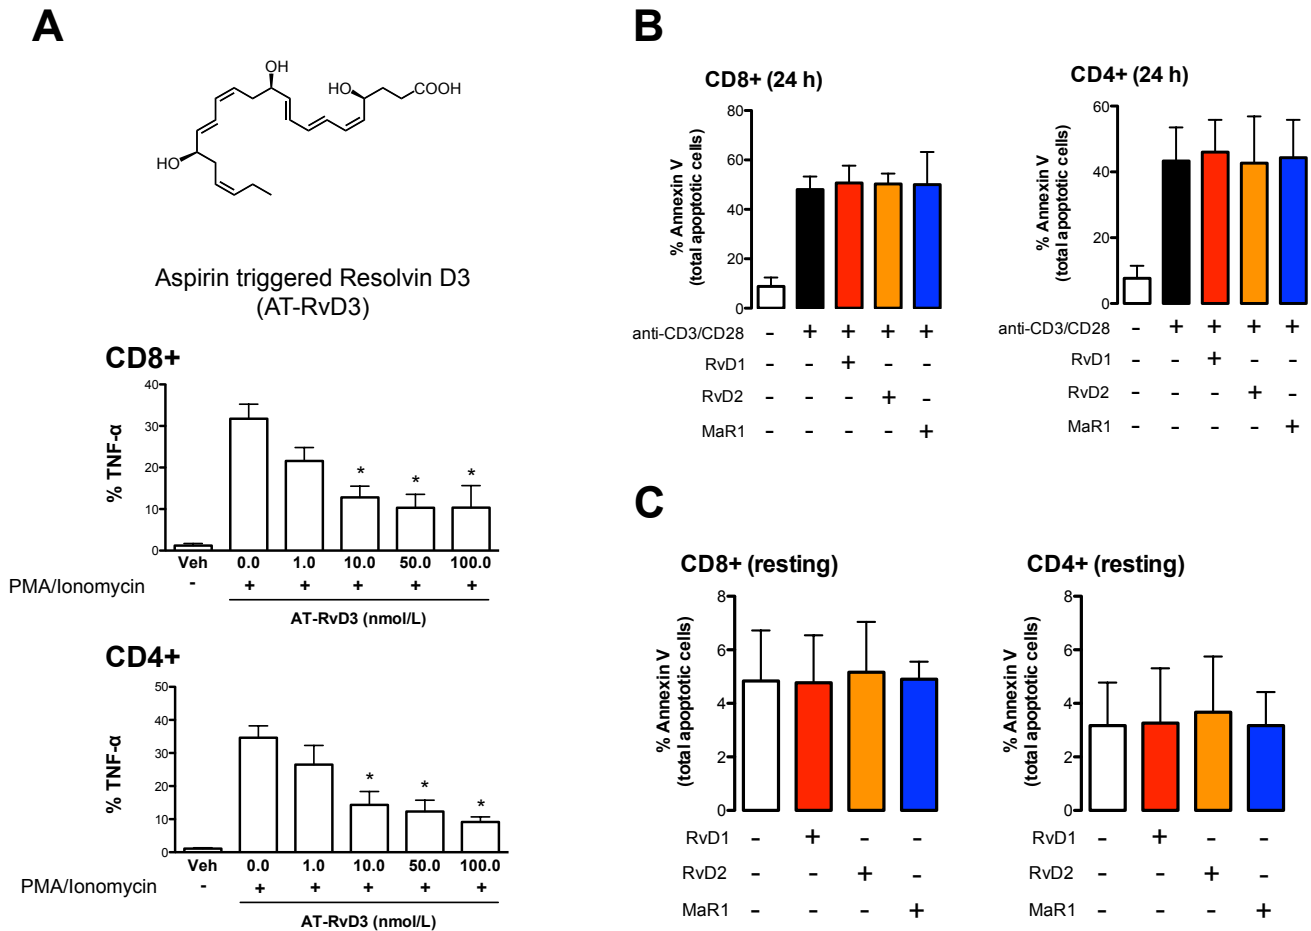 A
OH
HO
COOH
HO
Aspirin triggered Resolvin D3
(AT-RvD3)
CD8+
% TNF-α
40
30
20
10
0
* * *
Veh 0.0 1.0 10.0 50.0 100.0
PMA/Ionomycin - + + + + +
AT-RvD3 (nmol/L)
CD4+
% TNF-α
50
40
30
20
10
0
* * *
Veh 0.0 1.0 10.0 50.0 100.0
PMA/Ionomycin - + + + + +
AT-RvD3 (nmol/L)
B
CD8+ (24 h)
% Annexin V
(total apoptotic cells)
80
60
40
20
0
anti-CD3/CD28 - + + + +
RvD1 - - + - -
RvD2 - - - + -
MaR1 - - - - +
CD4+ (24 h)
% Annexin V
(total apoptotic cells)
60
40
20
0
anti-CD3/CD28 - + + + +
RvD1 - - + - -
RvD2 - - - + -
MaR1 - - - - +
C
CD8+ (resting)
% Annexin V
(total apoptotic cells)
8
6
4
2
0
RvD1 - + - -
RvD2 - - + -
MaR1 - - - +
CD4+ (resting)
% Annexin V
(total apoptotic cells)
8
6
4
2
0
RvD1 - + - -
RvD2 - - + -
MaR1 - - - +